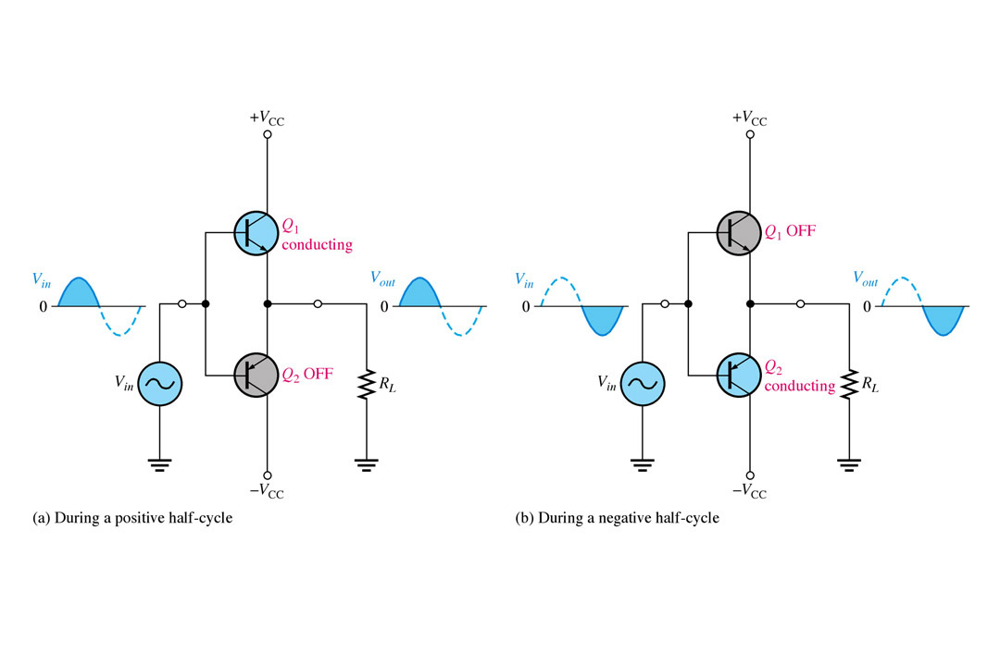 +VCC
Q1
conducting
Vin
0
Vout
0
Q2 OFF
Vin
RL
−VCC
(a) During a positive half-cycle
+VCC
Q1 OFF
Vin
0
Vout
0
Q2
conducting
Vin
RL
−VCC
(b) During a negative half-cycle